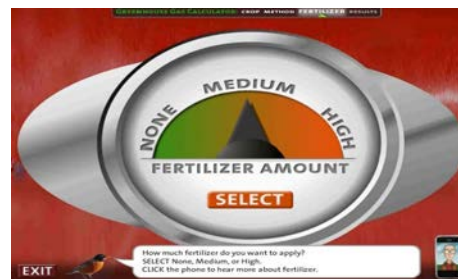 GREENHOUSE GAS CALCULATOR: CROP METHOD FERTILIZER RESULTS
NONE
MEDIUM
HIGH
FERTILIZER AMOUNT
SELECT
How much fertilizer do you want to apply?
SELECT None, Medium, or High.
CLICK the phone to hear more about fertilizer.
EXIT